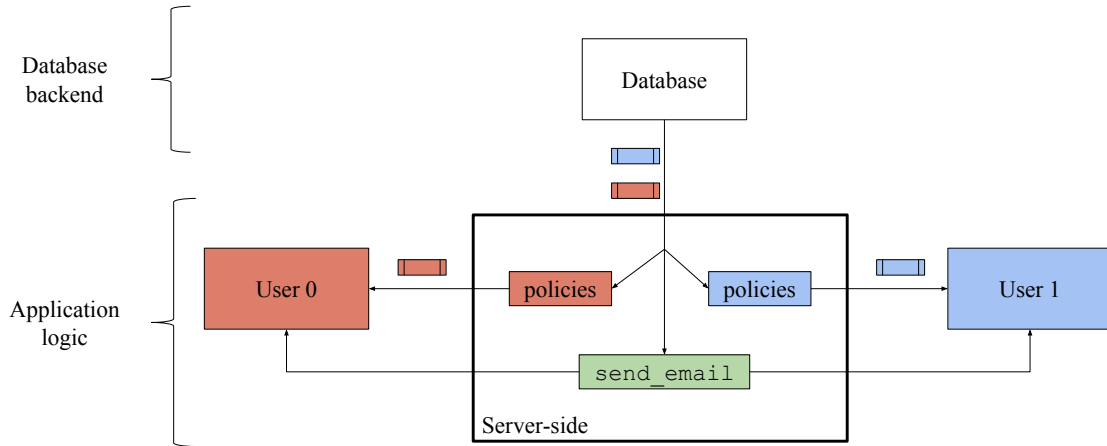 Database
backend
Database
Application
logic
User 0
policies
policies
User 1
send_email
Server-side